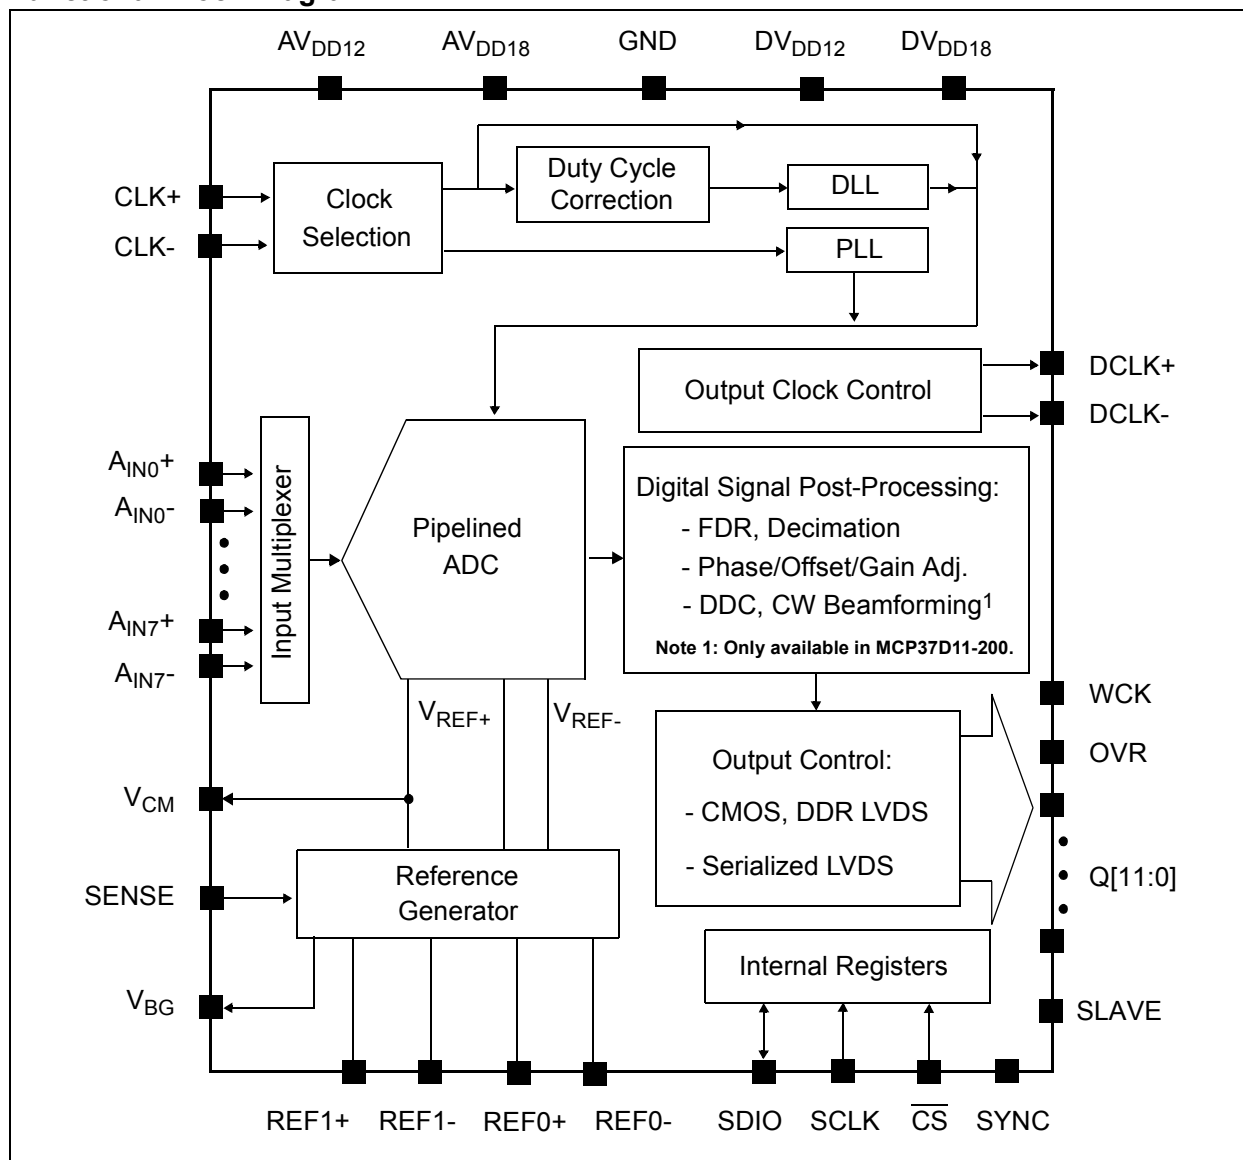 AVDD12 AVDD18 GND DVDD12 DVDD18
CLK+
CLK-
Clock
Selection
Duty Cycle
Correction
DLL
PLL
Output Clock Control
DCLK+
DCLK-
AIN0+
AIN0-
AIN7+
AIN7-
Input Multiplexer
Pipelined
ADC
Digital Signal Post-Processing:
- FDR, Decimation
- Phase/Offset/Gain Adj.
- DDC, CW Beamforming1
Note 1: Only available in MCP37D11-200.
VREF+
VREF-
VCM
SENSE
VBG
Reference
Generator
Output Control:
- CMOS, DDR LVDS
- Serialized LVDS
WCK
OVR
Q[11:0]
SLAVE
Internal Registers
REF1+ REF1- REF0+ REF0- SDIO SCLK CS SYNC